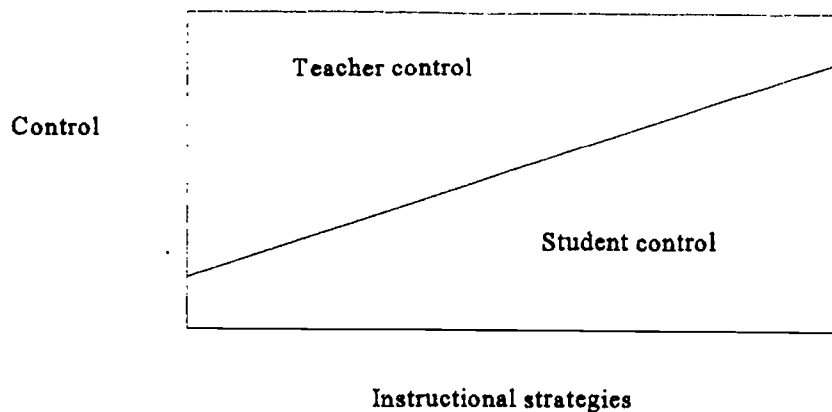 Teacher control
Control
Student control
Instructional strategies